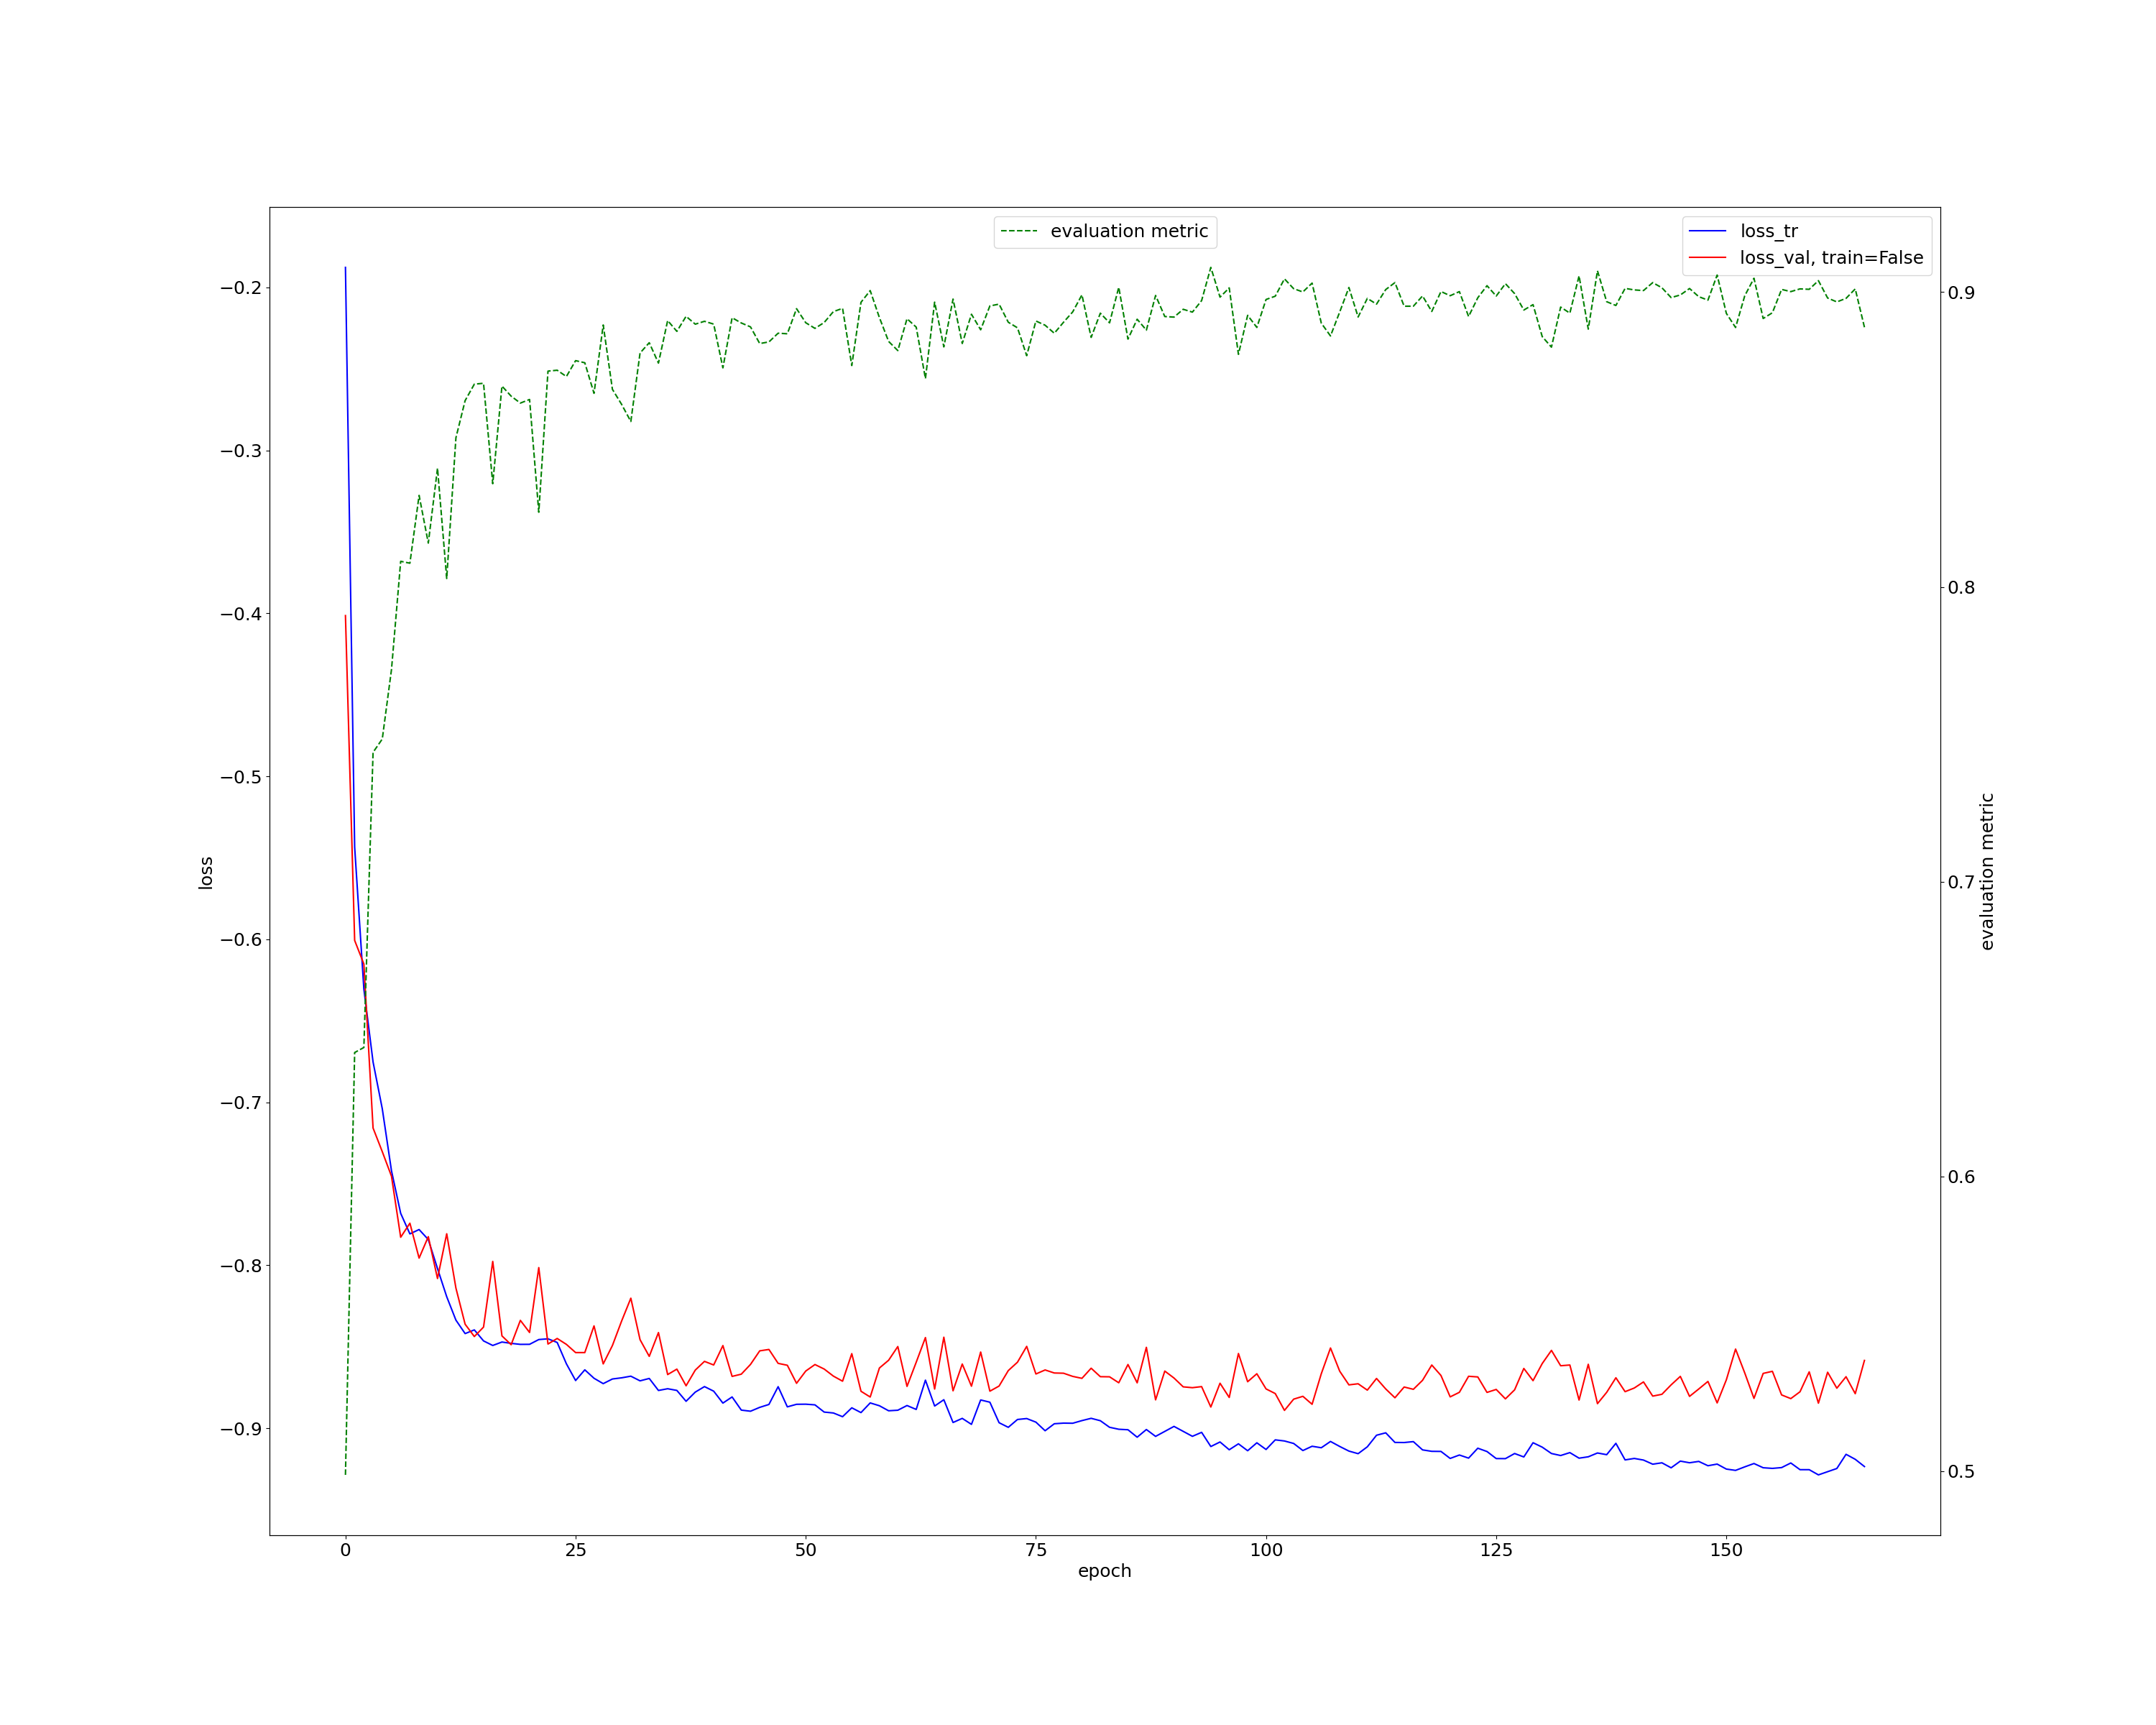 evaluation metric
loss_tr
loss_val, train=False
−0.2
−0.3
−0.4
−0.5
−0.6
−0.7
−0.8
−0.9
loss
0.9
0.8
0.7
0.6
0.5
evaluation metric
0 25 50 75 100 125 150
epoch